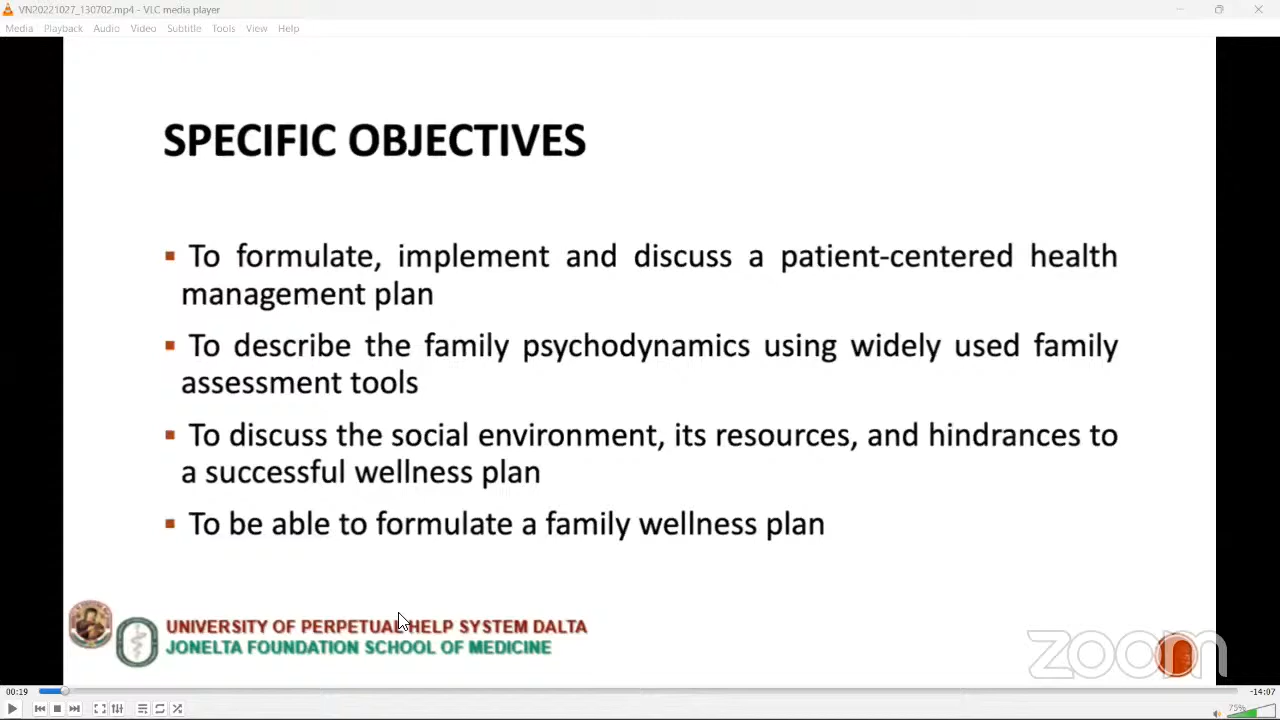 VN20221027_130702.mp4 - VLC media player
Media Playback Audio Video Subtitle Tools View Help
SPECIFIC OBJECTIVES
▪ To formulate, implement and discuss a patient-centered health
management plan
▪ To describe the family psychodynamics using widely used family
assessment tools
▪ To discuss the social environment, its resources, and hindrances to
a successful wellness plan
▪ To be able to formulate a family wellness plan
UNIVERSITY OF PERPETUAL HELP SYSTEM DALTA
JONELTA FOUNDATION SCHOOL OF MEDICINE
zoom
00:19
-14:07
75%